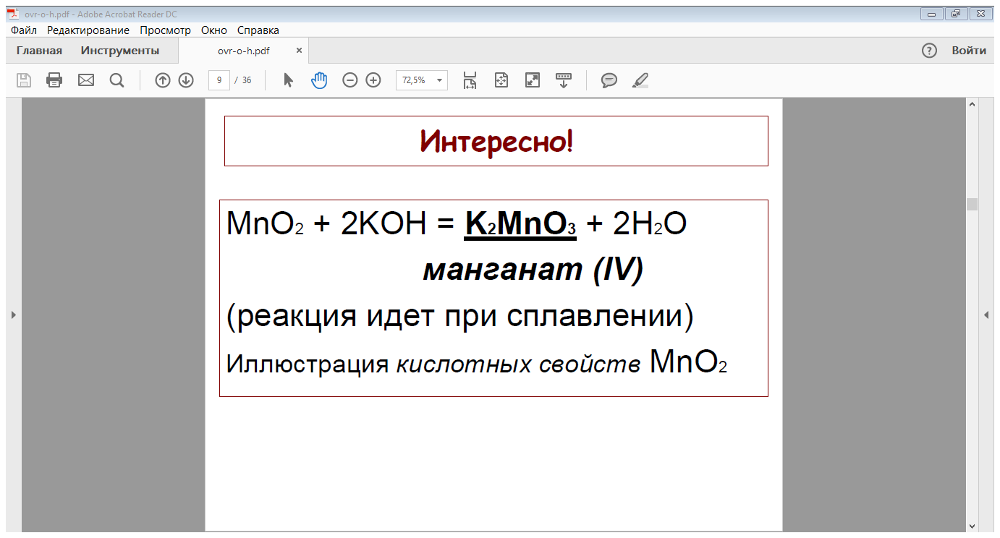 ovr-o-h.pdf - Adobe Acrobat Reader DC
Файл Редактирование Просмотр Окно Справка
Главная Инструменты ovr-o-h.pdf × ? Войти
9 / 36 72,5%
Интересно!
MnO₂ + 2KOH = K₂MnO₃ + 2H₂O
манганат (IV)
(реакция идет при сплавлении)
Иллюстрация кислотных свойств MnO₂